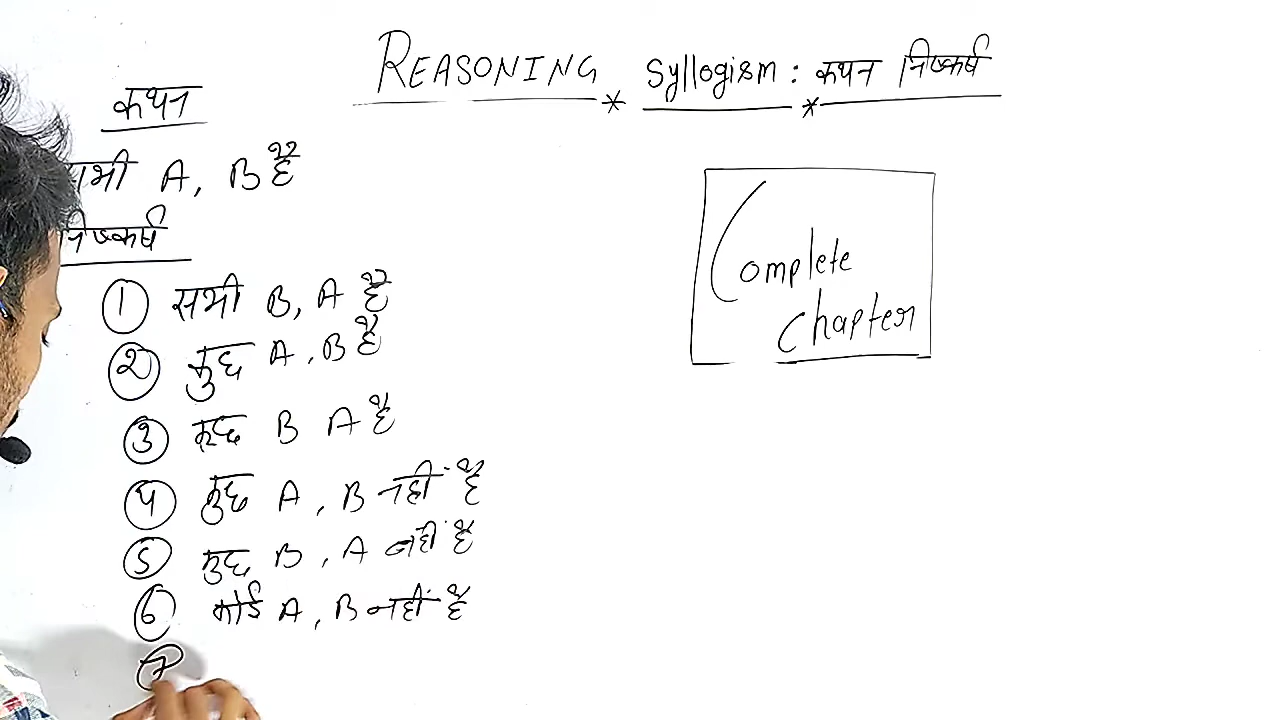 REASONING * Syllogism : * कथन निष्कर्ष
Complete
Chapter
कथन
सभी A, B हैं
निष्कर्ष
① सभी B, A हैं
② कुछ A, B हैं
③ कुछ B A हैं
④ कुछ A, B नहीं हैं
⑤ कुछ B, A नहीं हैं
⑥ कोई A, B नहीं है
⑦